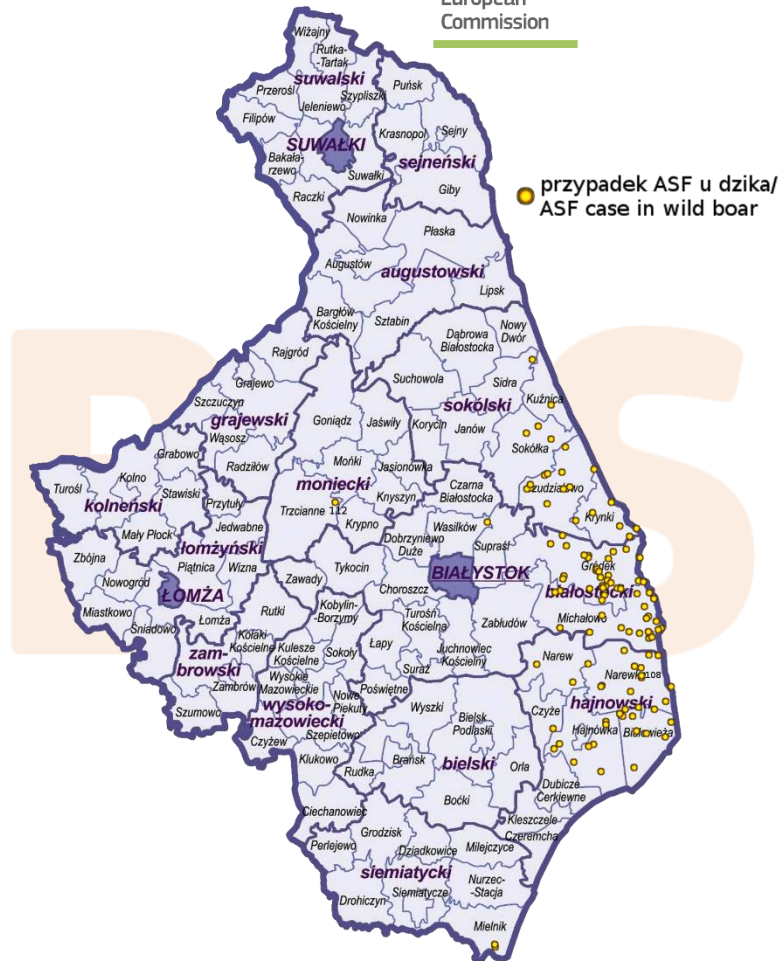 European
Commission
przypadek ASF u dzika/
ASF case in wild boar
Wiżajny
Rutka-
-Tartak
suwalski
Przerośl
Szypliszki
Jeleniewo
Filipów
SUWAŁKI
Bakała-
rzewo
Suwałki
Raczki
Puńsk
Krasnopol
Sejny
sejneński
Giby
Nowinka
Płaska
Augustów
augustowski
Lipsk
Bargłów
Kościelny
Sztabin
Nowy
Dwór
Dąbrowa
Białostocka
Suchowola
Sidra
Kuźnica
sokólski
Korycin
Janów
Sokółka
Szudziałowo
Krynki
Rajgród
Grajewo
Szczuczyn
grajewski
Wąsosz
Radziłów
Goniądz
Jaświły
Mońki
Jasionówka
moniecki
Knyszyn
Trzcianne 112
Krypno
Grabowo
Kolno
Turośl
Stawiski
kolneński
Mały Płock
Przytuły
Jedwabne
łomżyński
Zbójna
Piątnica
Wizna
Nowogród
ŁOMŻA
Miastkowo
Łomża
Śniadowo
Czarna
Białostocka
Wasilków
Dobrzyniewo
Duże
Supraśl
Gródek
BIAŁYSTOK
białostocki
Tykocin
Choroszcz
Michałowo
Zawady
Turośń
Kościelna
Zabłudów
Juchnowiec
Kościelny
Łapy
Suraż
Poświętne
Rutki
Kobylin-
-Borzymy
Kołaki
Kościelne
Kulesze
Kościelne
Sokoły
zam-
browski
Zambrów
Szumowo
Wysokie
Mazowieckie
Nowe
Piekuty
wysoko-
mazowiecki
Czyżew
Szepietowo
Klukowo
Ciechanowiec
Narew
Narewka 108
Czyże
hajnowski
Hajnówka
Białowieża
Dubicze
Cerkiewne
Kleszczele
Czeremcha
Wyszki
Bielsk
Podlaski
bielski
Brańsk
Rudka
Orla
Boćki
Grodzisk
Perlejewo
Dziadkowice
Milejczyce
siemiatycki
Nurzec-
-Stacja
Siemiatycze
Drohiczyn
Mielnik